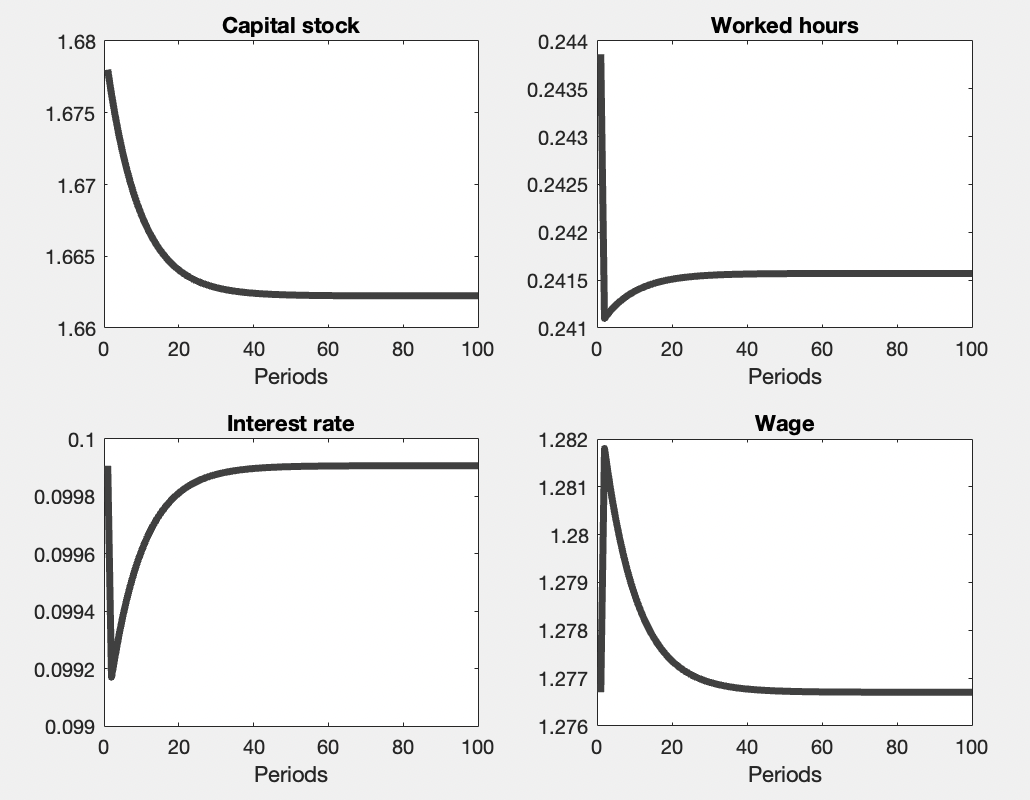 Capital stock
1.68
1.675
1.67
1.665
1.66
0 20 40 60 80 100
Periods
Worked hours
0.244
0.2435
0.243
0.2425
0.242
0.2415
0.241
0 20 40 60 80 100
Periods
Interest rate
0.1
0.0998
0.0996
0.0994
0.0992
0.099
0 20 40 60 80 100
Periods
Wage
1.282
1.281
1.28
1.279
1.278
1.277
1.276
0 20 40 60 80 100
Periods